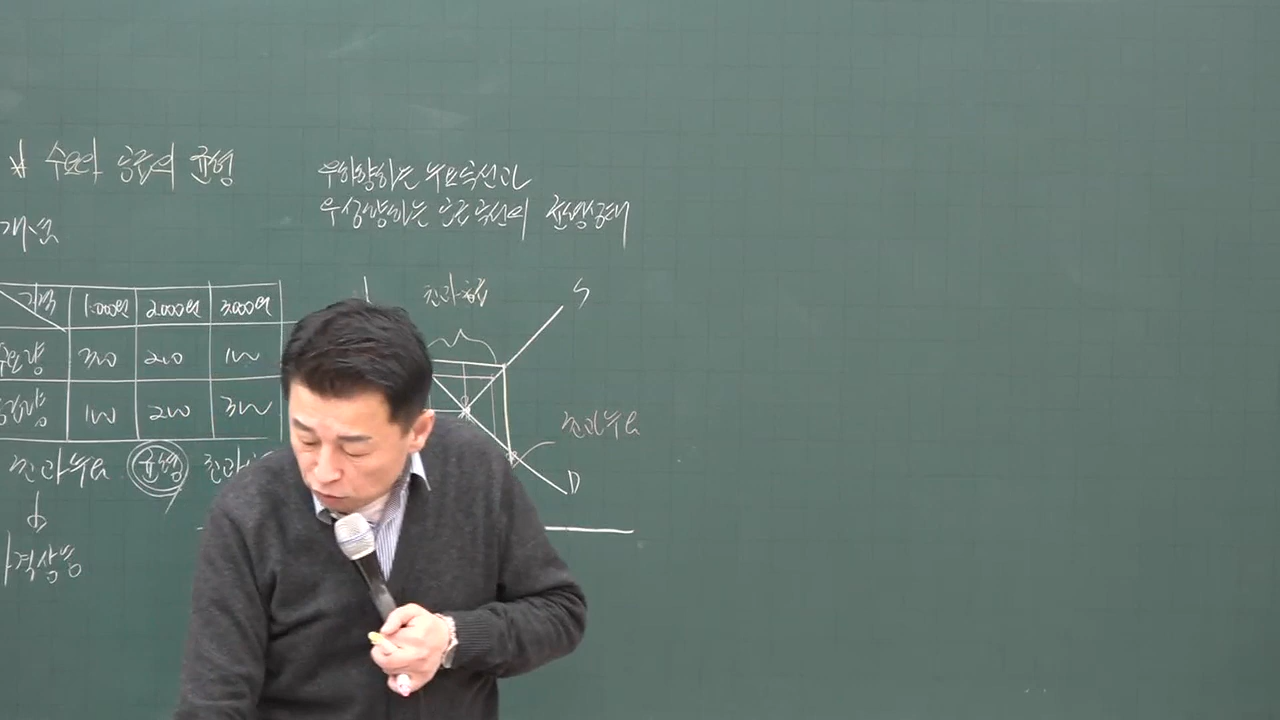 * 수요와 공급의 균형
개념
우하향하는 수요곡선과
우상향하는 공급곡선의
가격 1,000원 2,000원 3,000원
수요량 300 200 100
공급량 100 200 300
초과수요 균형 초과
가격상승
초과공급
S
초과수요
D